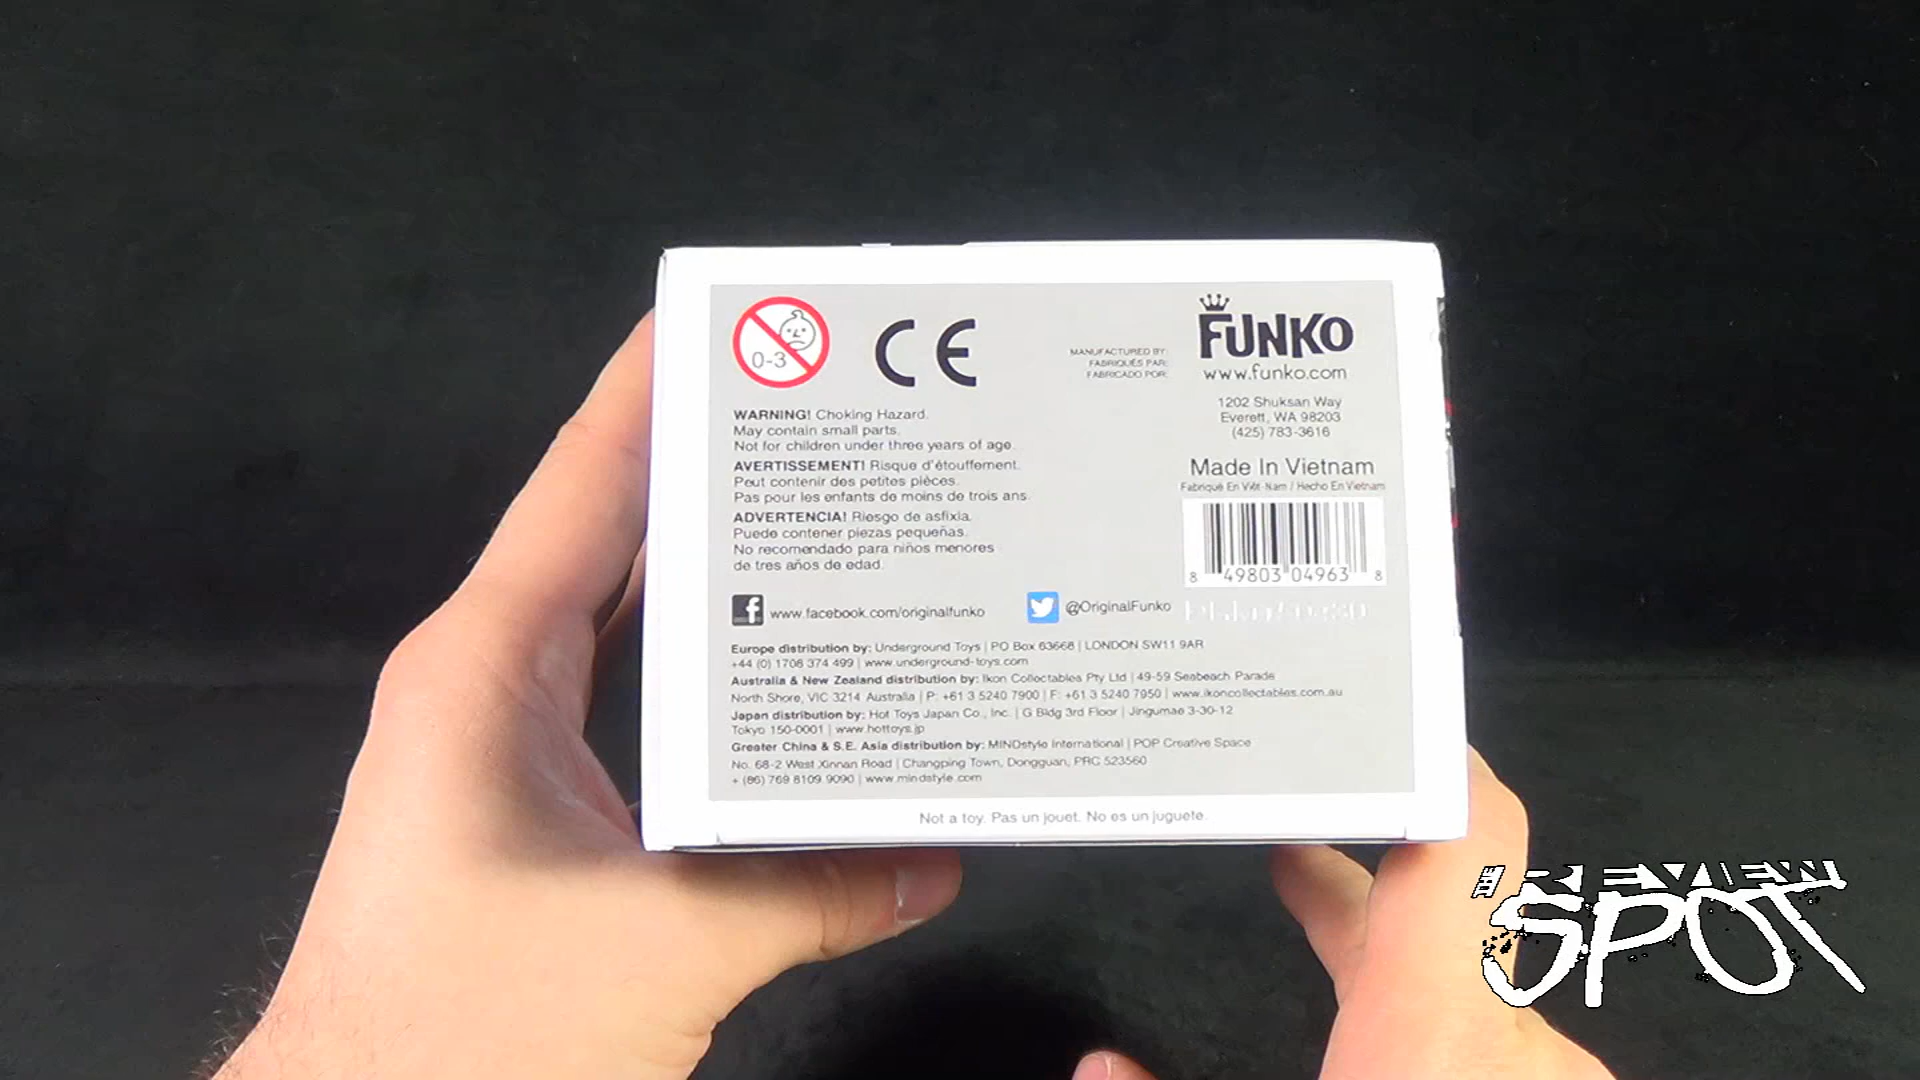 0-3
CE
MANUFACTURED BY:
FABRIQUÉS PAR:
FABRICADO POR:
FUNKO
www.funko.com
1202 Shuksan Way
Everett, WA 98203
(425) 783-3616
Made In Vietnam
Fabriqué En Viêt-Nam / Hecho En Vietnam
8 49803 04963 8
WARNING! Choking Hazard.
May contain small parts.
Not for children under three years of age.
AVERTISSEMENT! Risque d'étouffement.
Peut contenir des petites pièces.
Pas pour les enfants de moins de trois ans.
ADVERTENCIA! Riesgo de asfixia.
Puede contener piezas pequeñas.
No recomendado para niños menores
de tres años de edad.
www.facebook.com/originalfunko
@OriginalFunko
Europe distribution by: Underground Toys | PO Box 63668 | LONDON SW11 9AR
+44 (0) 1708 374 499 | www.underground-toys.com
Australia & New Zealand distribution by: Ikon Collectables Pty Ltd | 49-59 Seabeach Parade
North Shore, VIC 3214 Australia | P: +61 3 5240 7900 | F: +61 3 5240 7950 | www.ikoncollectables.com.au
Japan distribution by: Hot Toys Japan Co., Inc. | G Bldg 3rd Floor | Jingumae 3-30-12
Tokyo 150-0001 | www.hottoys.jp
Greater China & S.E. Asia distribution by: MINDstyle International | POP Creative Space
No. 68-2 West Xinnan Road | Changping Town, Dongguan, PRC 523560
+ (86) 769 8109 9090 | www.mindstyle.com
Not a toy. Pas un jouet. No es un juguete.
THE REVIEW
SPOT